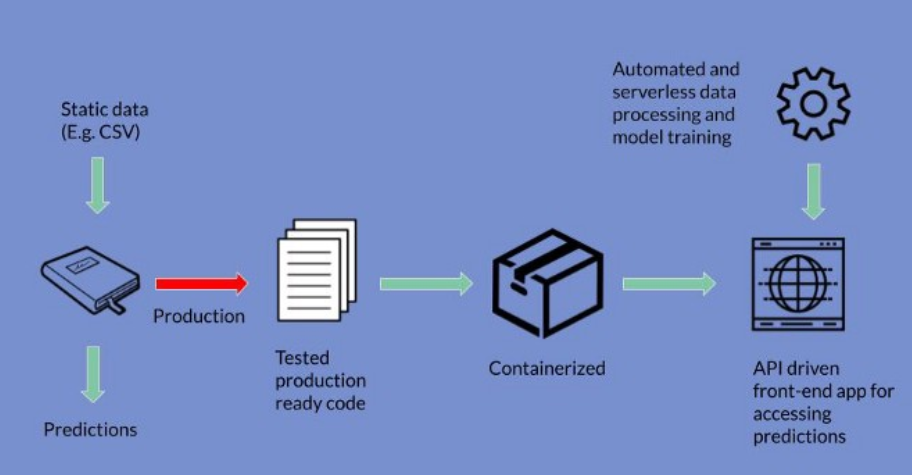 Static data
(E.g. CSV)
Production
Predictions
Tested
production
ready code
Containerized
Automated and
serverless data
processing and
model training
API driven
front-end app for
accessing
predictions